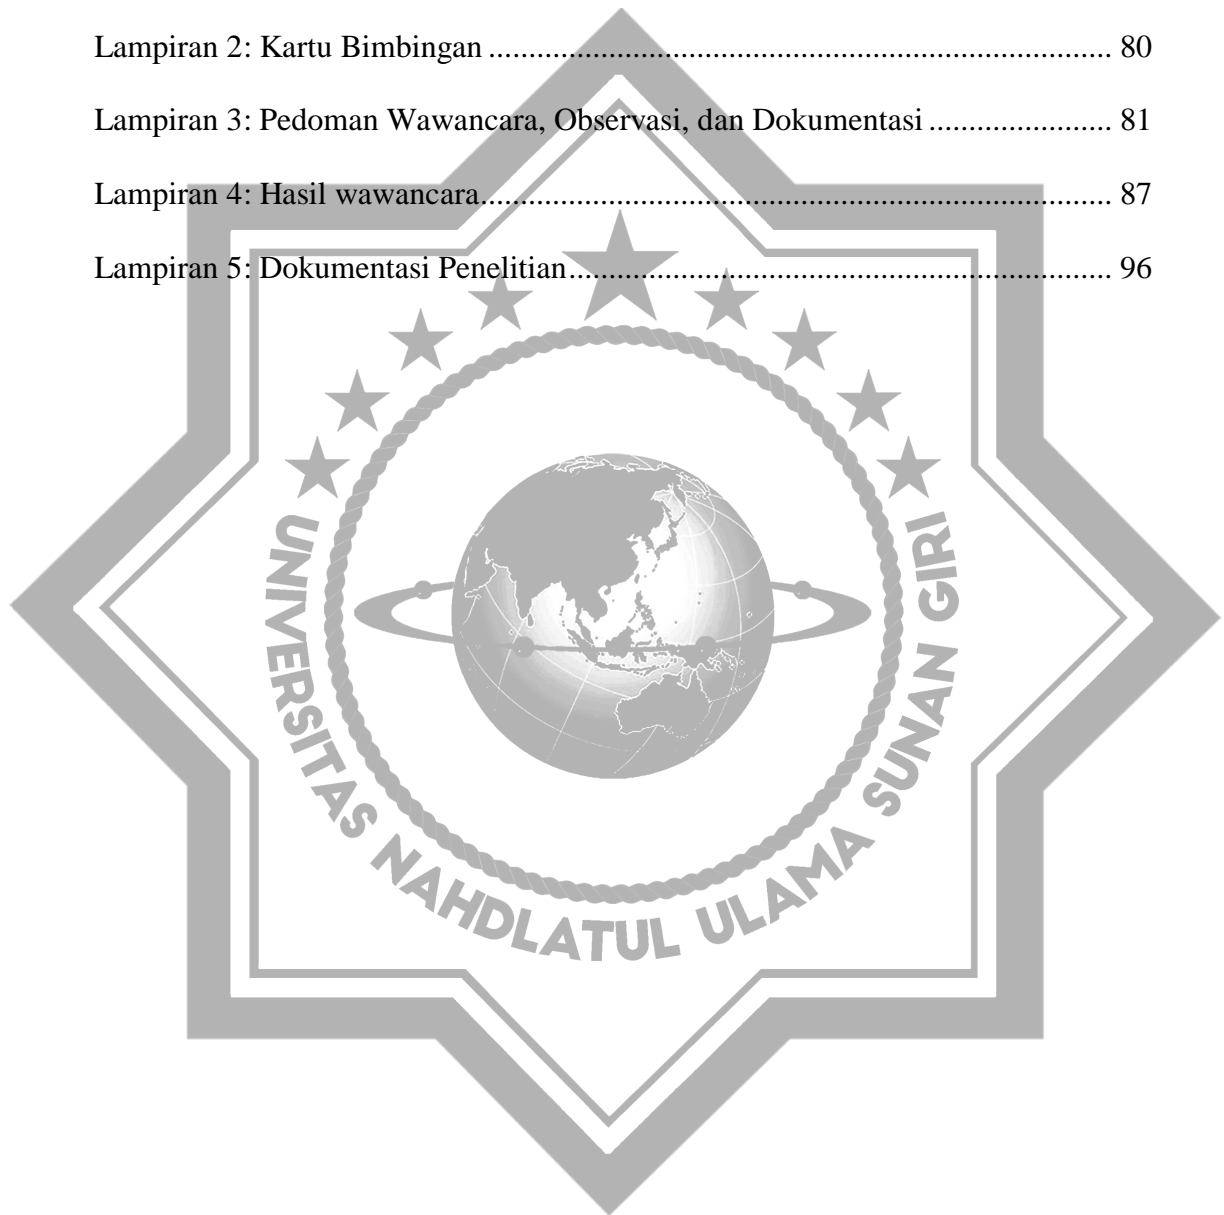 Lampiran 2: Kartu Bimbingan ............................................................................. 80
Lampiran 3: Pedoman Wawancara, Observasi, dan Dokumentasi ...................... 81
Lampiran 4: Hasil wawancara.............................................................................. 87
Lampiran 5: Dokumentasi Penelitian................................................................... 96
UNIVERSITAS NAHDLATUL ULAMA SUNAN GIRI